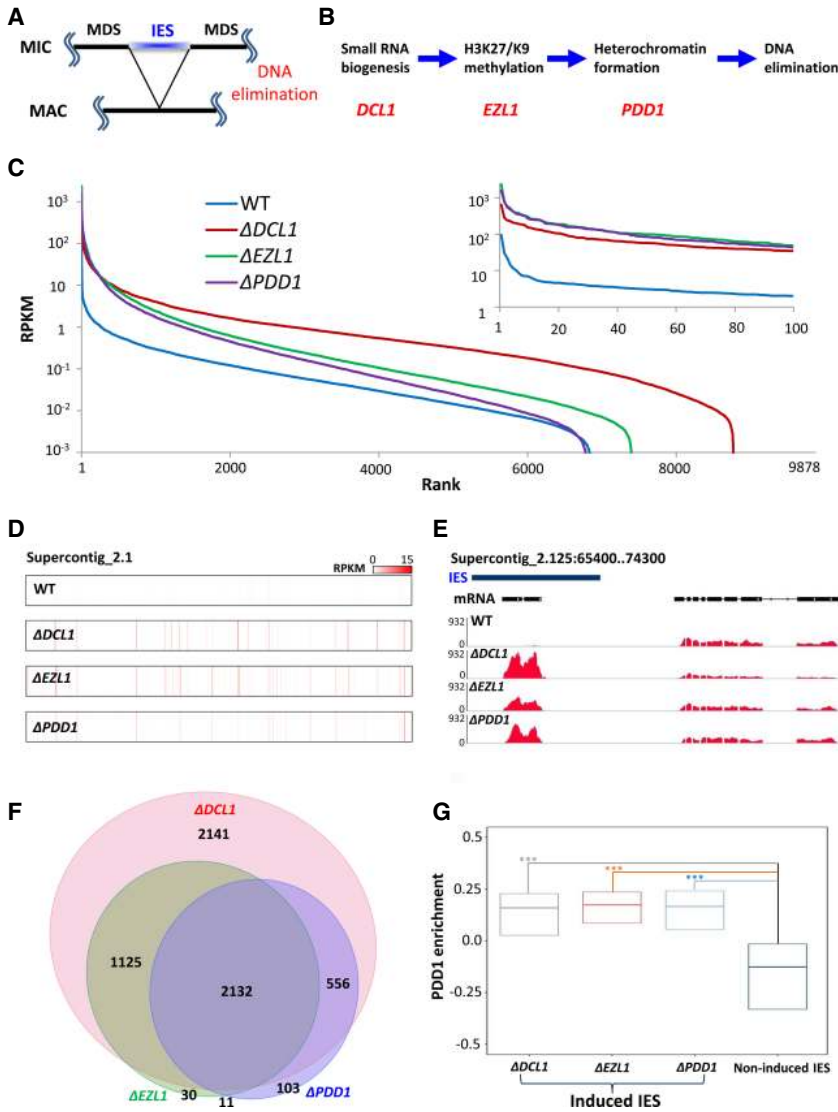 A
MDS IES MDS
MIC
DNA
elimination
MAC
B
Small RNA H3K27/K9 Heterochromatin DNA
biogenesis methylation formation elimination
DCL1 EZL1 PDD1
C
RPKM
10³
10²
10
1
10⁻¹
10⁻²
10⁻³
WT
ΔDCL1
ΔEZL1
ΔPDD1
1 2000 4000 6000 8000 9878
Rank
10³
10²
10
1
1 20 40 60 80 100
D
Supercontig_2.1
RPKM 0 15
WT
ΔDCL1
ΔEZL1
ΔPDD1
E
Supercontig_2.125:65400..74300
IES
mRNA
WT
932
0
ΔDCL1
932
0
ΔEZL1
932
0
ΔPDD1
932
0
F
ΔDCL1
2141
1125
2132
556
ΔEZL1 30 11 103 ΔPDD1
G
PDD1 enrichment
0.5
0.25
0.0
-0.25
-0.5
***
***
***
ΔDCL1 ΔEZL1 ΔPDD1 Non-induced IES
Induced IES